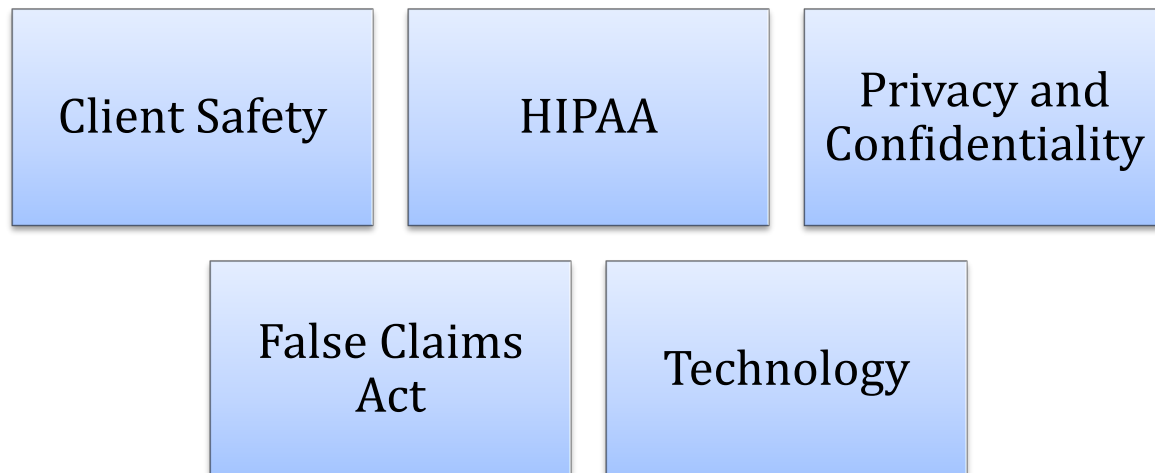 Client Safety
HIPAA
Privacy and
Confidentiality
False Claims
Act
Technology